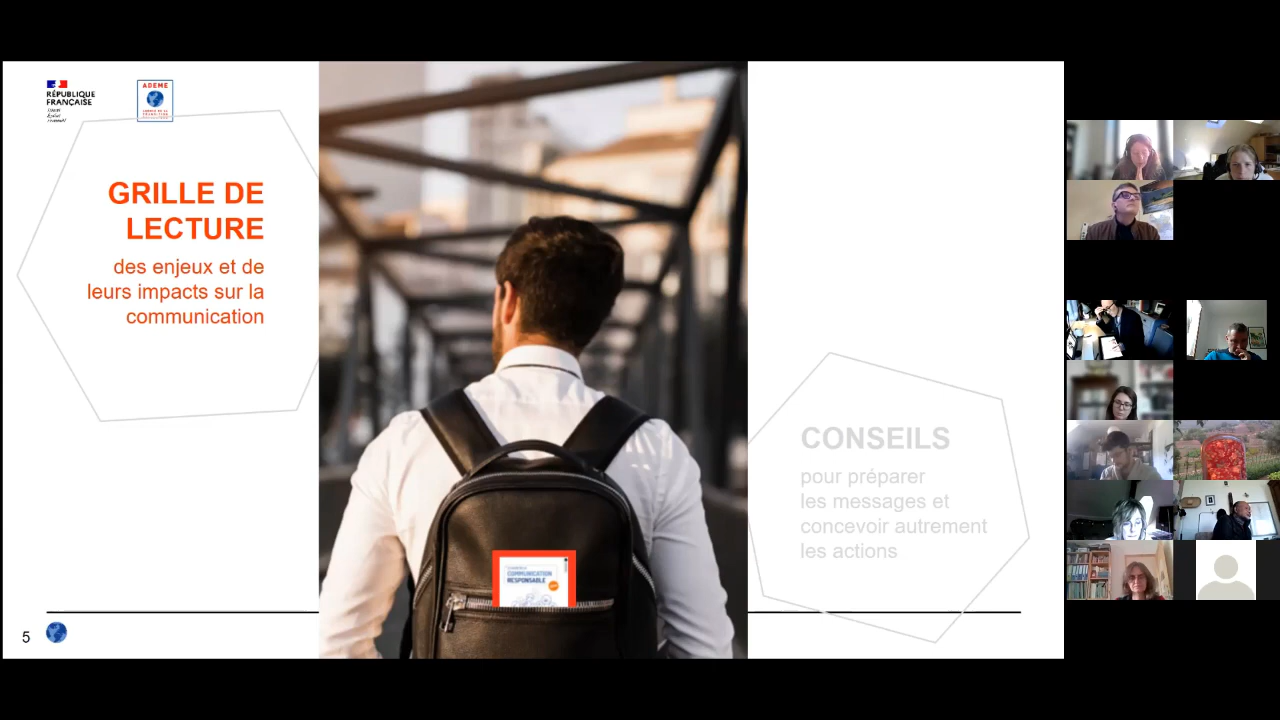 RÉPUBLIQUE
FRANÇAISE
ADEME
GRILLE DE
LECTURE
des enjeux et de
leurs impacts sur la
communication
COMMUNICATION
RESPONSABLE
CONSEILS
pour préparer
les messages et
concevoir autrement
les actions
5